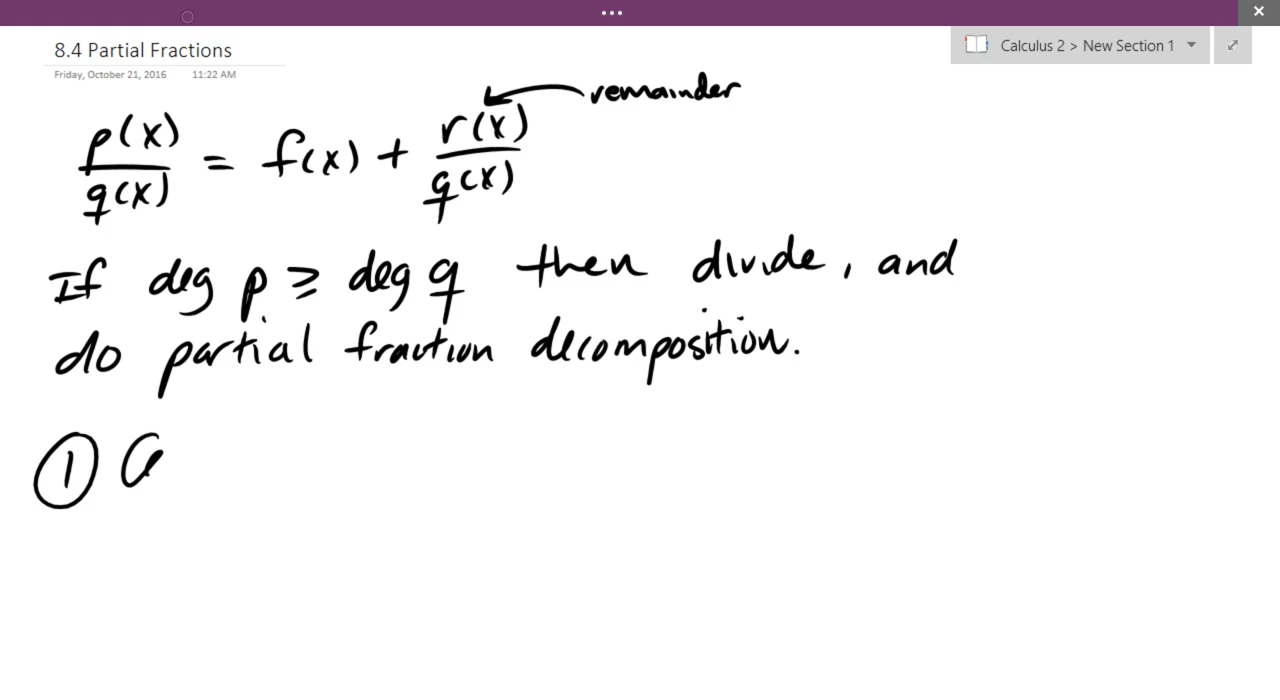 •••
8.4 Partial Fractions
Calculus 2 > New Section 1
Friday, October 21, 2016 11:22 AM
remainder
p(x)/q(x) = f(x) + r(x)/q(x)
If deg p ≥ deg q then divide, and
do partial fraction decomposition.
①